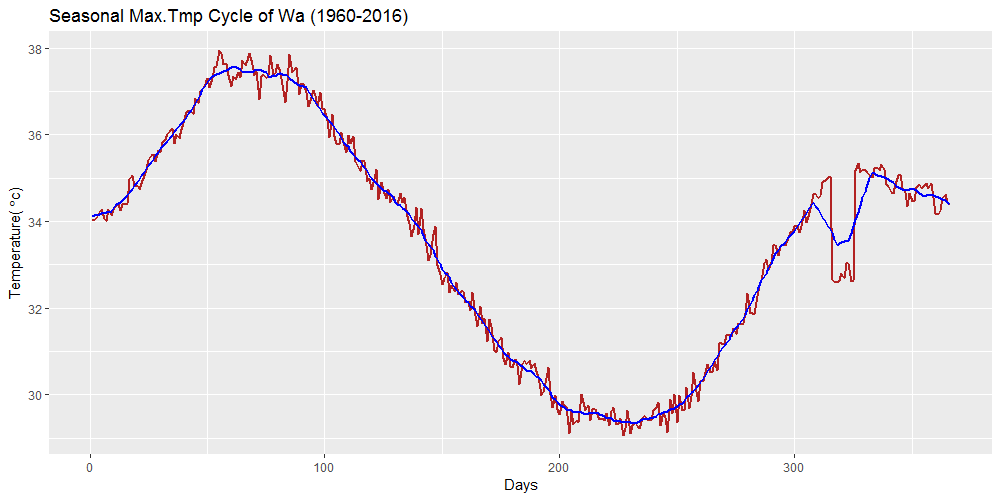 Seasonal Max.Tmp Cycle of Wa (1960-2016)
38
36
34
32
30
Temperature( °c)
0 100 200 300
Days